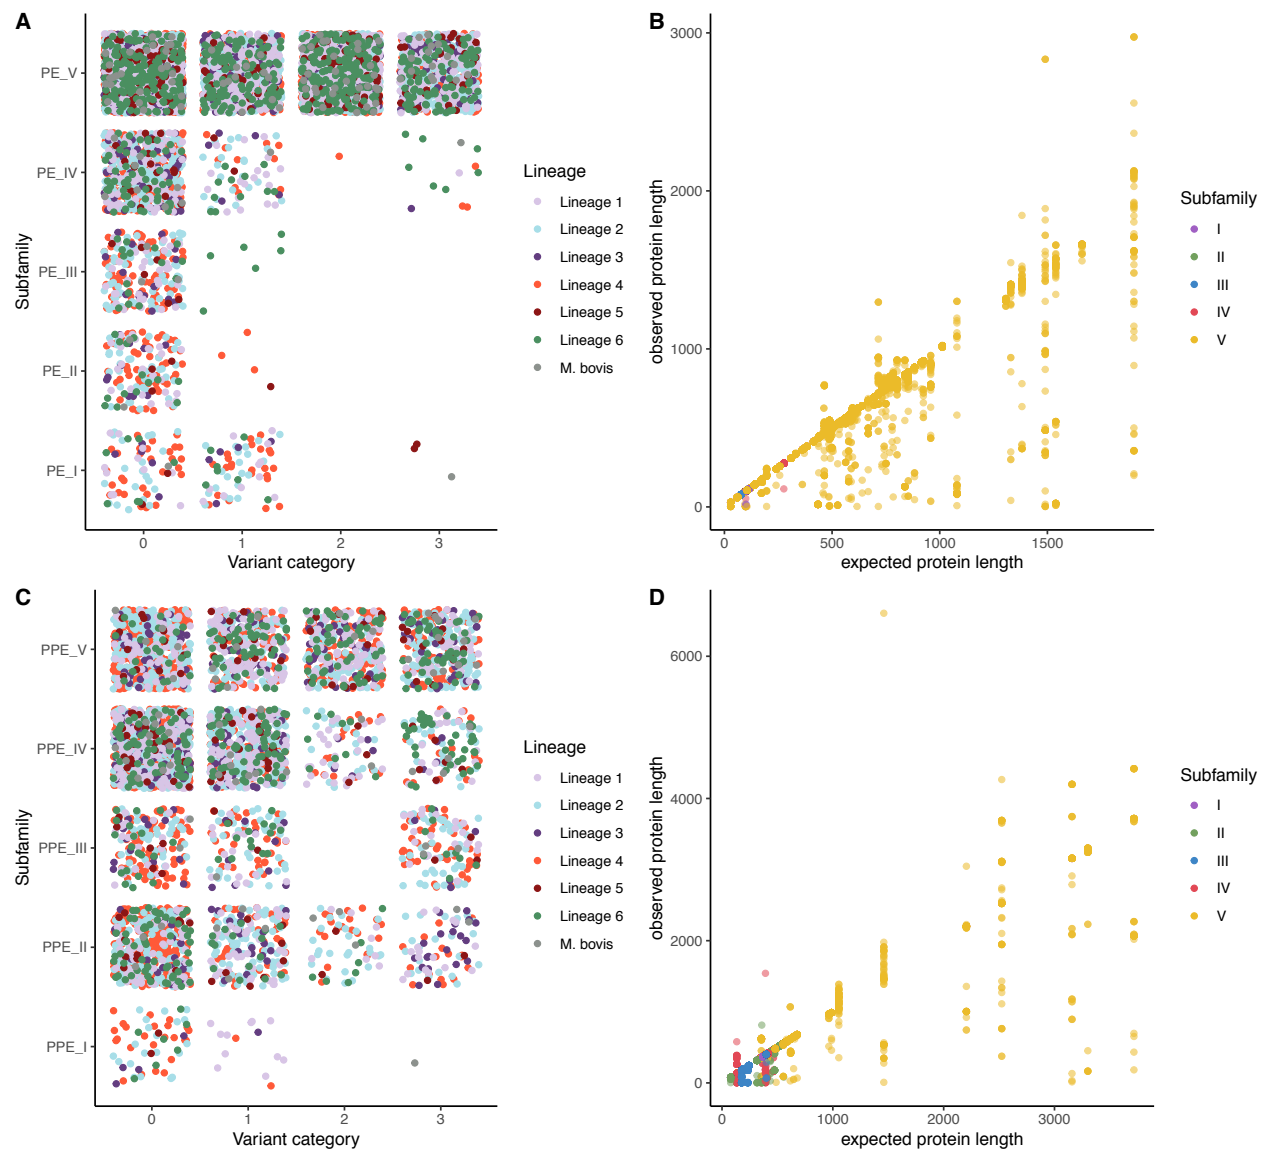 A
Subfamily
PE_V
PE_IV
PE_III
PE_II
PE_I
0 1 2 3
Variant category
Lineage
Lineage 1
Lineage 2
Lineage 3
Lineage 4
Lineage 5
Lineage 6
M. bovis
B
observed protein length
3000
2000
1000
0
0 500 1000 1500
expected protein length
Subfamily
I
II
III
IV
V
C
Subfamily
PPE_V
PPE_IV
PPE_III
PPE_II
PPE_I
0 1 2 3
Variant category
Lineage
Lineage 1
Lineage 2
Lineage 3
Lineage 4
Lineage 5
Lineage 6
M. bovis
D
observed protein length
6000
4000
2000
0
0 1000 2000 3000
expected protein length
Subfamily
I
II
III
IV
V